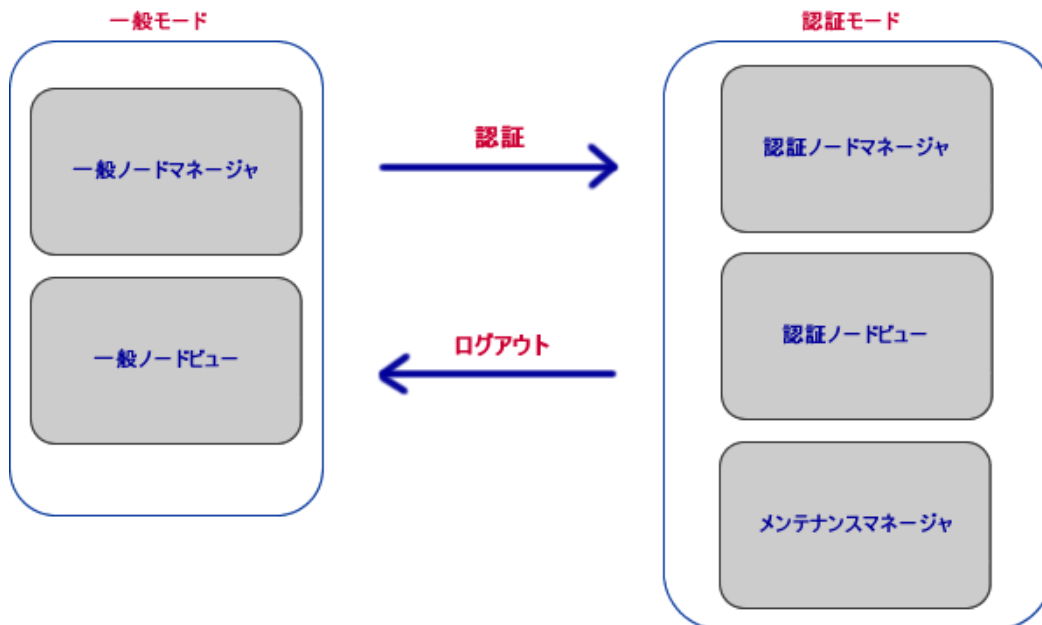 一般モード
一般ノードマネージャ
一般ノードビュー
認証
ログアウト
認証モード
認証ノードマネージャ
認証ノードビュー
メンテナンスマネージャ